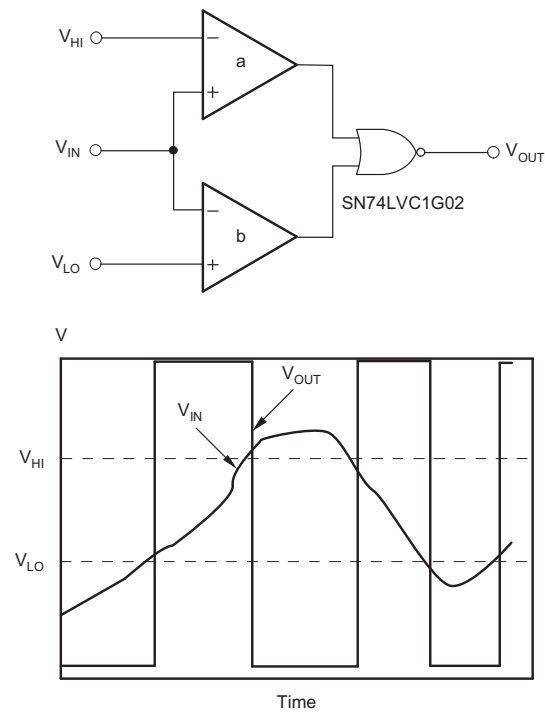 V_HI
−
a
+
V_IN
V_OUT
SN74LVC1G02
−
b
V_LO
+
V
V_OUT
V_IN
V_HI
V_LO
Time